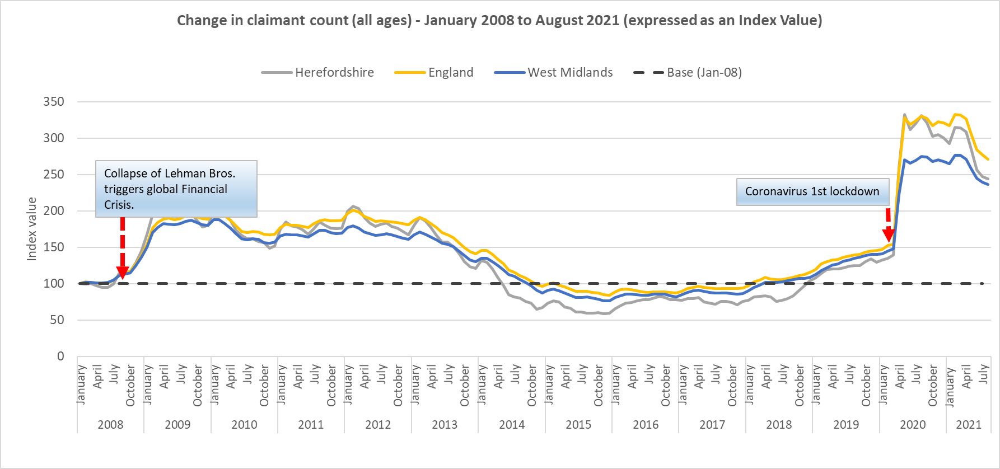 Change in claimant count (all ages) - January 2008 to August 2021 (expressed as an Index Value)
Herefordshire England West Midlands Base (Jan-08)
350
300
250
200
150
100
50
0
Index value
Collapse of Lehman Bros.
triggers global Financial
Crisis.
Coronavirus 1st lockdown
January April July October January April July October January April July October January April July October January April July October January April July October January April July October January April July October January April July October January April July October January April July October January April July October January April July October January April July
2008 2009 2010 2011 2012 2013 2014 2015 2016 2017 2018 2019 2020 2021